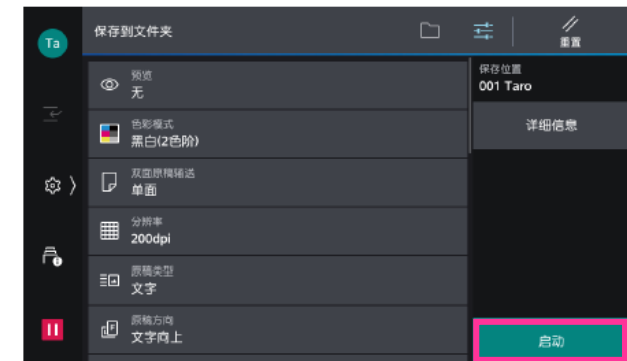 Ta
保存到文件夹
重置
预览
无
色彩模式
黑白(2色阶)
双面原稿输送
单面
分辨率
200dpi
原稿类型
文字
原稿方向
文字向上
保存位置
001 Taro
详细信息
启动